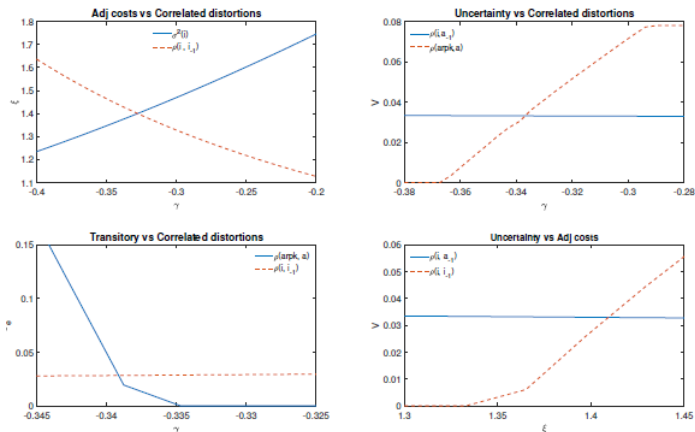 Adj costs vs Correlated distortions
1.8
1.7
1.6
1.5
1.4
1.3
1.2
1.1
ξ
σ²(i)
ρ(i, i₋₁)
-0.4
-0.35
-0.3
-0.25
-0.2
γ
Uncertainty vs Correlated distortions
0.08
0.06
0.04
0.02
0
V
ρ(i,a₋₁)
ρ(arpk,a)
-0.38
-0.36
-0.34
-0.32
-0.3
-0.28
γ
Transitory vs Correlated distortions
0.15
0.1
0.05
0
ρ(arpk, a)
ρ(i, i₋₁)
-0.345
-0.34
-0.335
-0.33
-0.325
γ
Uncertainty vs Adj costs
0.06
0.05
0.04
0.03
0.02
0.01
0.00
V
ρ(i, a₋₁)
ρ(i, i₋₁)
1.3
1.35
1.4
1.45
ξ